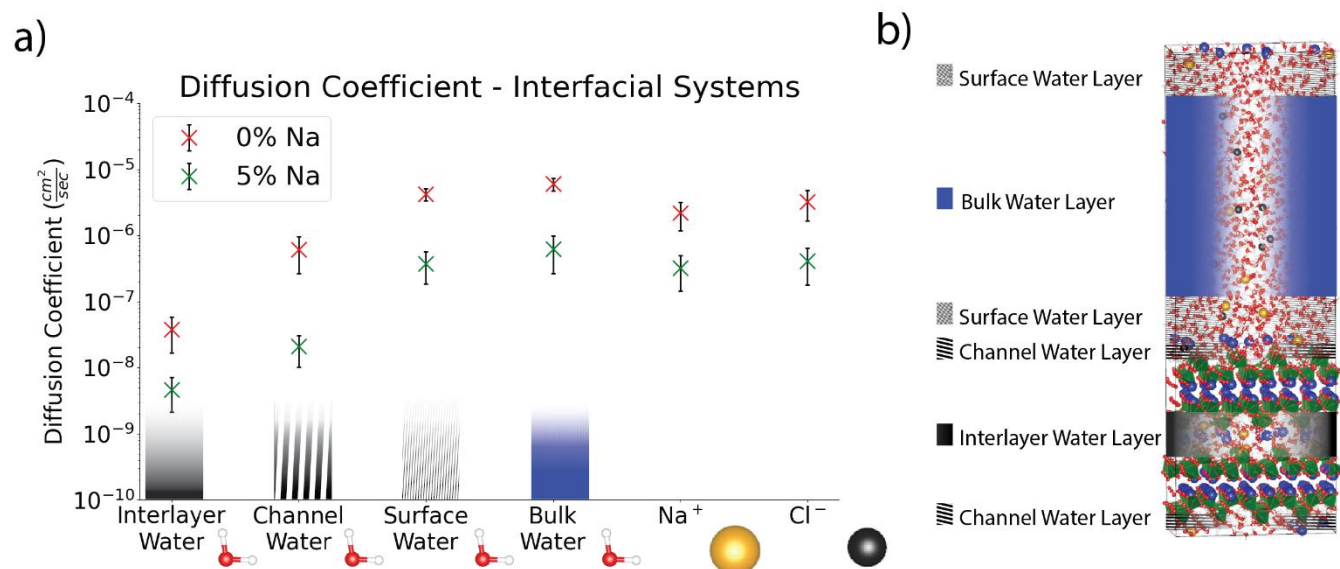 a)
Diffusion Coefficient - Interfacial Systems
Diffusion Coefficient (cm²/sec)
10⁻⁴
10⁻⁵
10⁻⁶
10⁻⁷
10⁻⁸
10⁻⁹
10⁻¹⁰
0% Na
5% Na
Interlayer
Water
Channel
Water
Surface
Water
Bulk
Water
Na⁺
Cl⁻
b)
Surface Water Layer
Bulk Water Layer
Surface Water Layer
Channel Water Layer
Interlayer Water Layer
Channel Water Layer